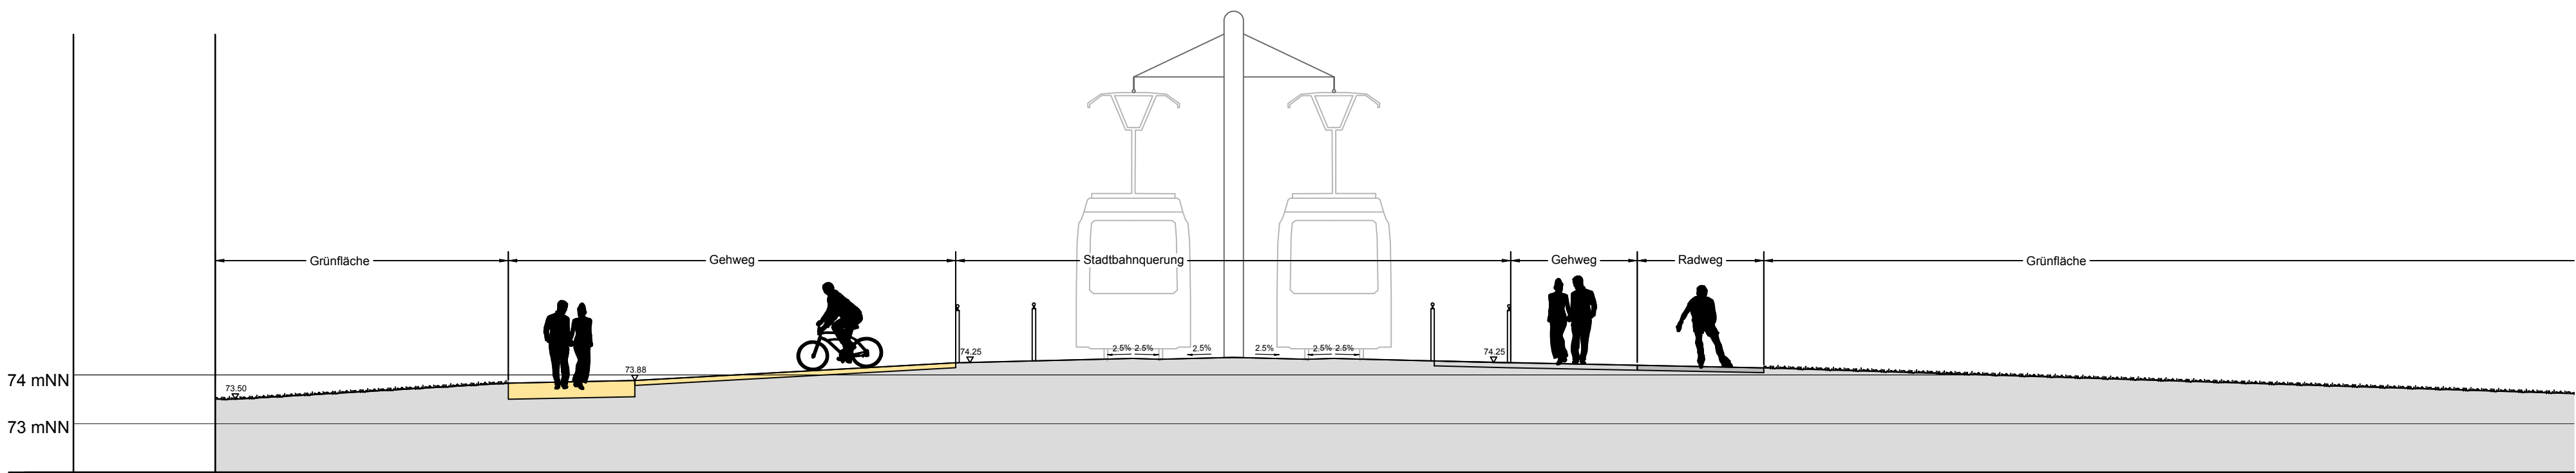 Grünfläche
Gehweg
Stadtbahnquerung
Gehweg
Radweg
Grünfläche
2.5% 2.5%
2.5%
2.5%
2.5% 2.5%
74.25
74.25
73.88
74 mNN
73.50
73 mNN